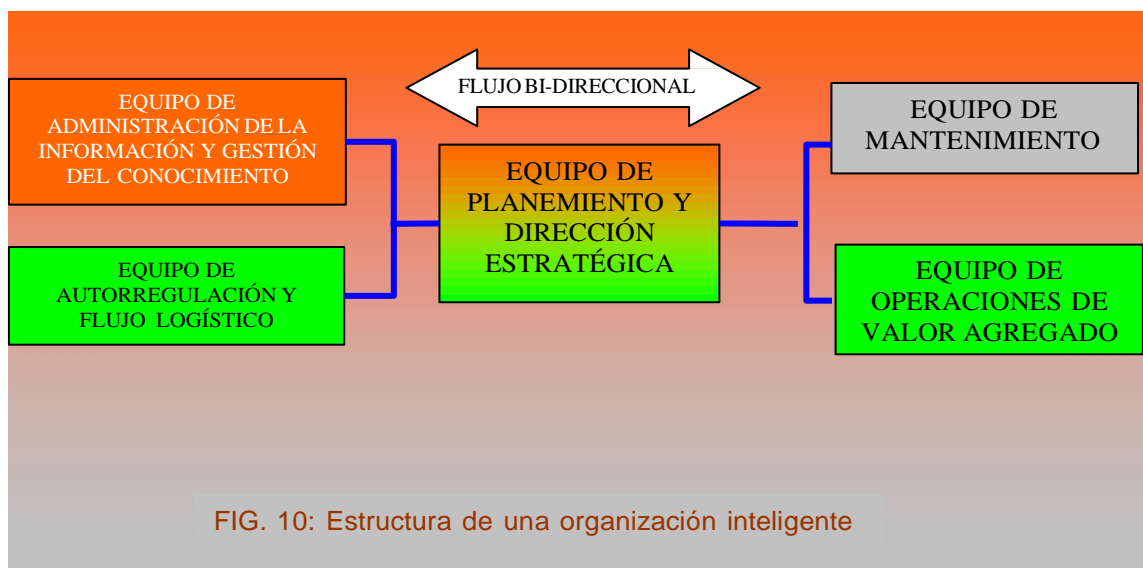 FLUJO BI-DIRECCIONAL
EQUIPO DE
ADMINISTRACIÓN DE LA
INFORMACIÓN Y GESTIÓN
DEL CONOCIMIENTO
EQUIPO DE
AUTORREGULACIÓN Y
FLUJO LOGÍSTICO
EQUIPO DE
PLANEMIENTO Y
DIRECCIÓN
ESTRATÉGICA
EQUIPO DE
MANTENIMIENTO
EQUIPO DE
OPERACIONES DE
VALOR AGREGADO
FIG. 10: Estructura de una organización inteligente